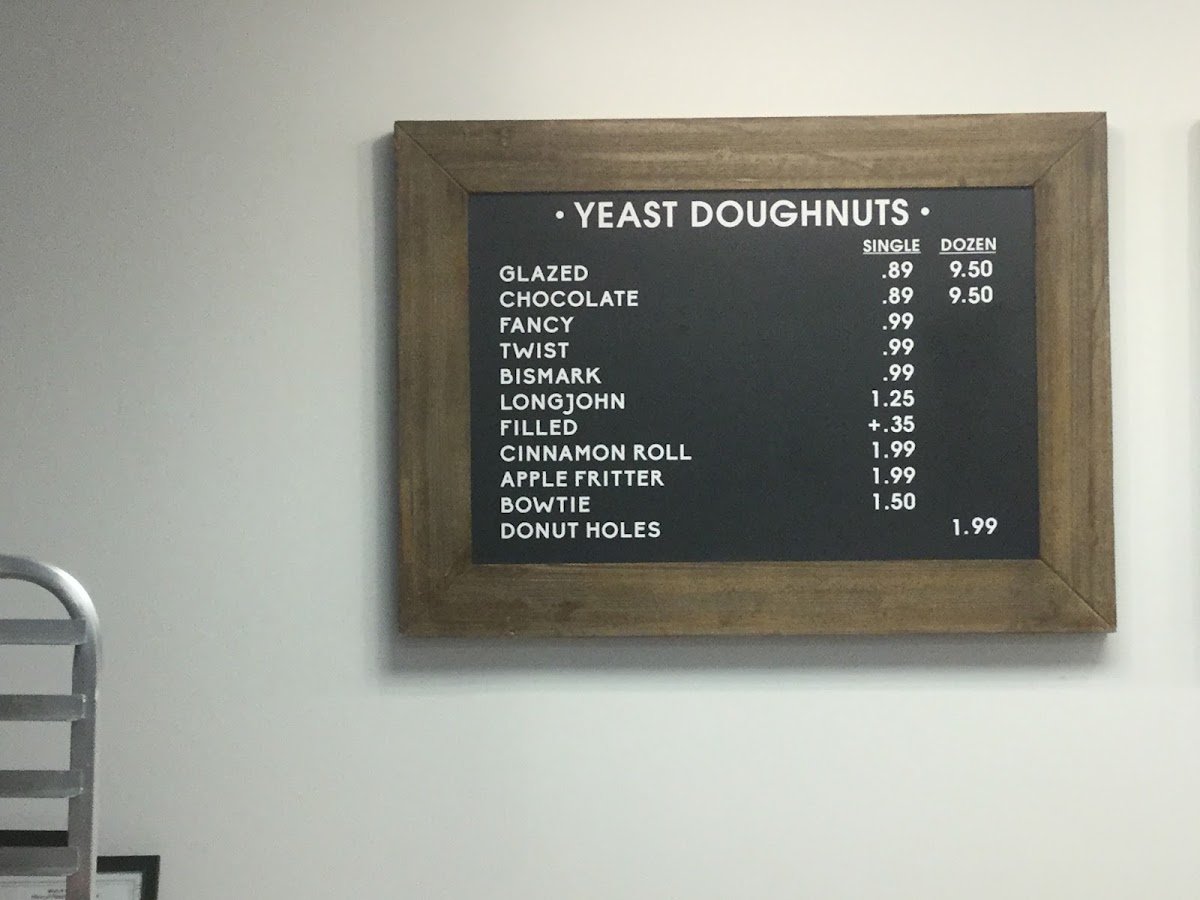 • YEAST DOUGHNUTS •
SINGLE DOZEN
GLAZED .89 9.50
CHOCOLATE .89 9.50
FANCY .99
TWIST .99
BISMARK .99
LONGJOHN 1.25
FILLED +.35
CINNAMON ROLL 1.99
APPLE FRITTER 1.99
BOWTIE 1.50
DONUT HOLES 1.99